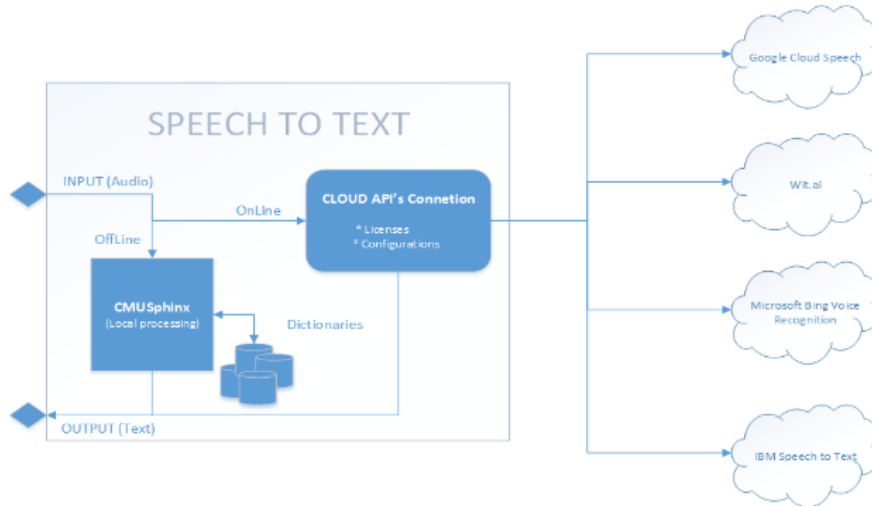 Google Cloud Speech
SPEECH TO TEXT
INPUT (Audio)
OnLine
CLOUD API's Connetion
* Licenses
* Configurations
Wit.ai
OffLine
CMUSphinx
(Local processing)
Dictionaries
Microsoft Bing Voice
Recognition
OUTPUT (Text)
IBM Speech to Text